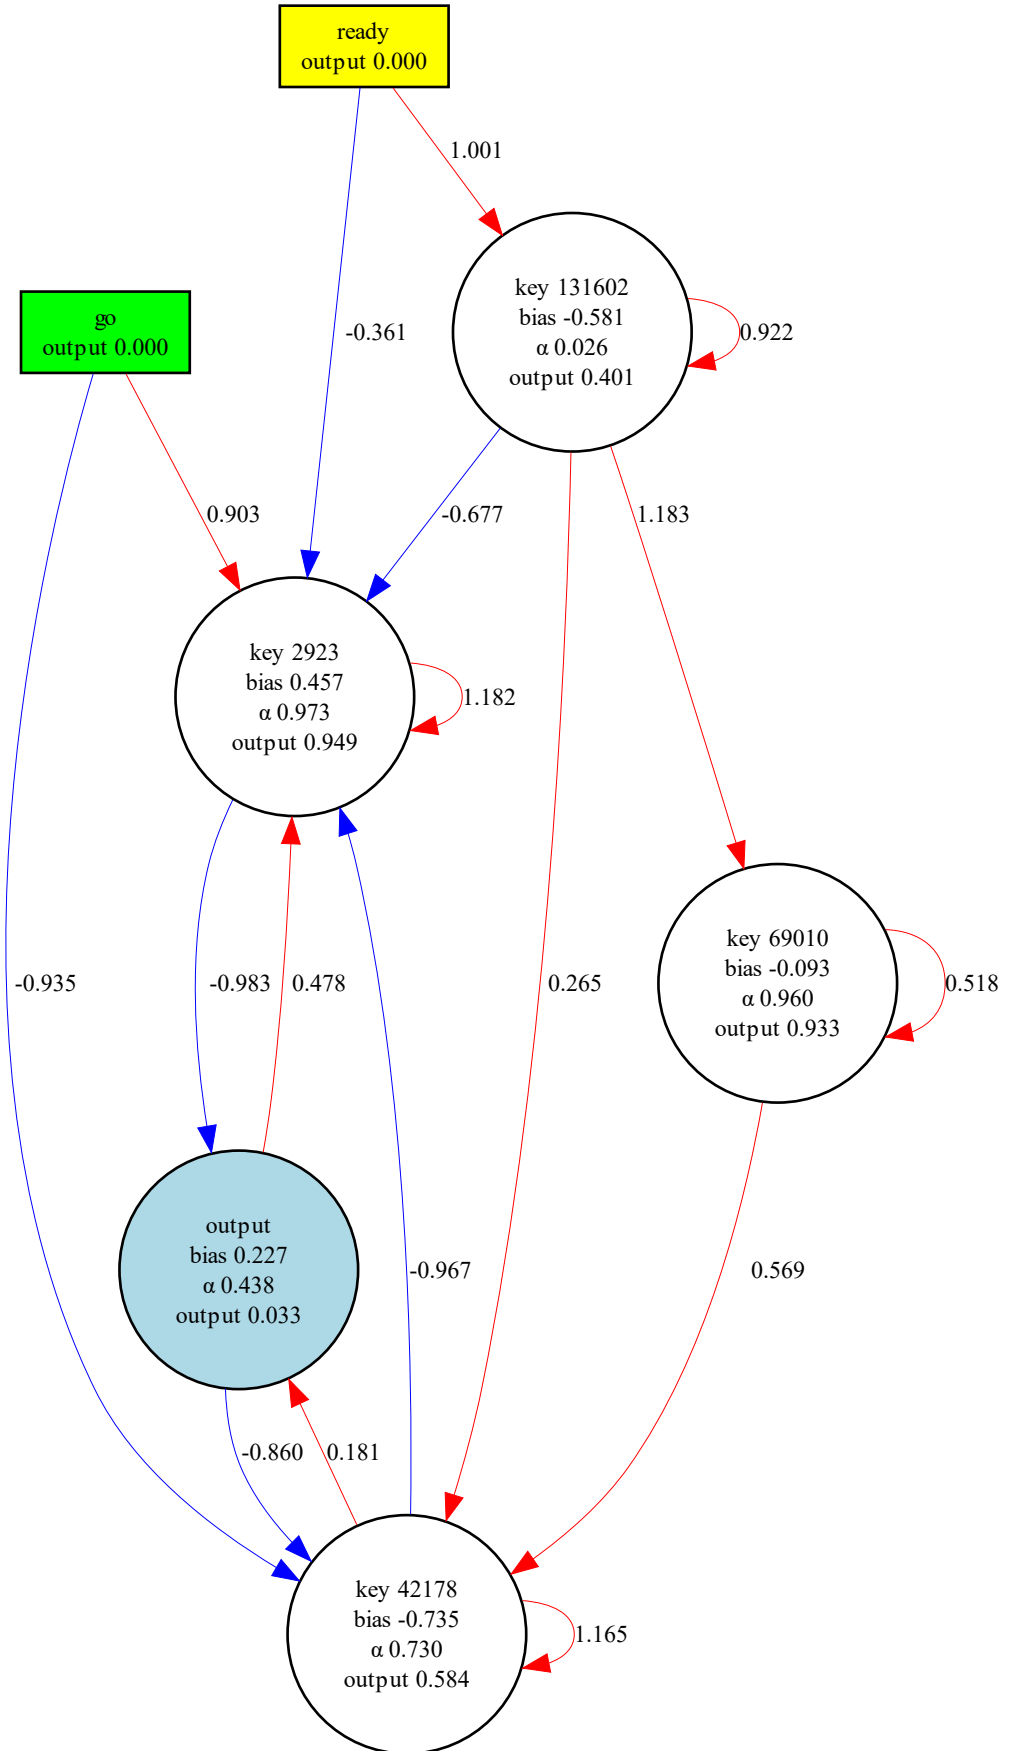 ready
output 0.000
1.001
key 131602
bias -0.581
α 0.026
output 0.401
0.922
go
output 0.000
-0.361
0.903
-0.677
1.183
key 2923
bias 0.457
α 0.973
output 0.949
1.182
key 69010
bias -0.093
α 0.960
output 0.933
0.518
-0.935
-0.983
0.478
0.265
output
bias 0.227
α 0.438
output 0.033
-0.967
0.569
-0.860
0.181
key 42178
bias -0.735
α 0.730
output 0.584
1.165